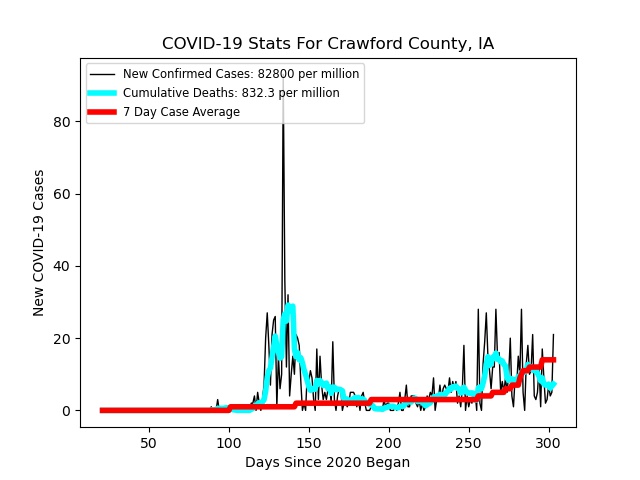 COVID-19 Stats For Crawford County, IA
New Confirmed Cases: 82800 per million
Cumulative Deaths: 832.3 per million
7 Day Case Average
80
60
40
20
0
New COVID-19 Cases
50 100 150 200 250 300
Days Since 2020 Began